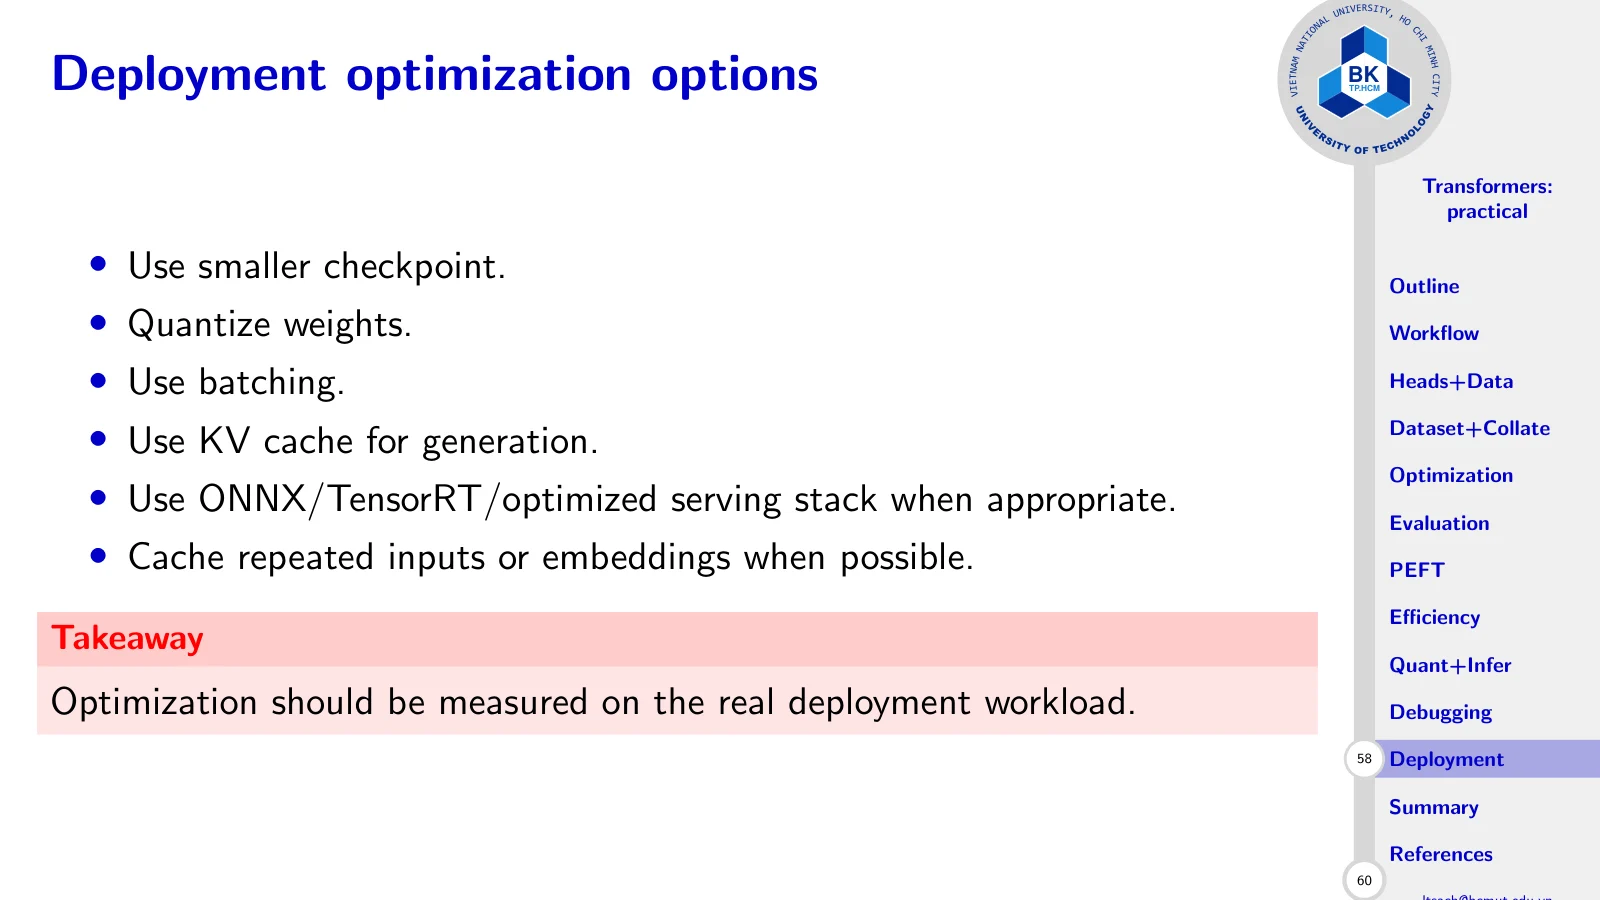 Deployment optimization options
• Use smaller checkpoint.
• Quantize weights.
• Use batching.
• Use KV cache for generation.
• Use ONNX/TensorRT/optimized serving stack when appropriate.
• Cache repeated inputs or embeddings when possible.
Takeaway
Optimization should be measured on the real deployment workload.
VIETNAM NATIONAL UNIVERSITY, HO CHI MINH CITY
BK
TP.HCM
UNIVERSITY OF TECHNOLOGY
Transformers:
practical
Outline
Workflow
Heads+Data
Dataset+Collate
Optimization
Evaluation
PEFT
Efficiency
Quant+Infer
Debugging
58
Deployment
Summary
References
60